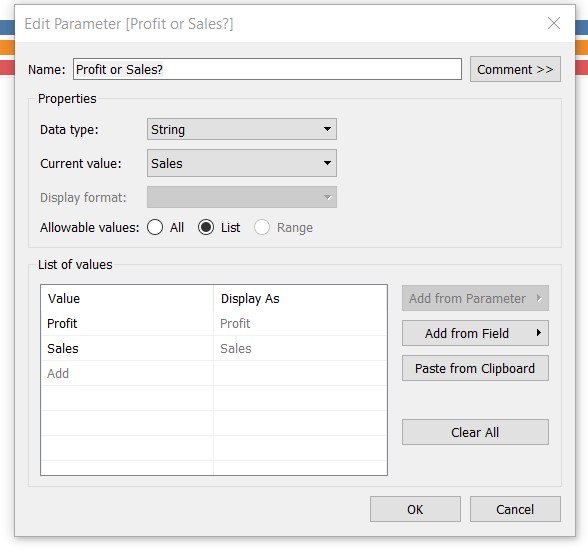 Edit Parameter [Profit or Sales?]
Name: Profit or Sales? Comment >>
Properties
Data type: String
Current value: Sales
Display format:
Allowable values: All List Range
List of values
Value Display As
Profit Profit
Sales Sales
Add
Add from Parameter
Add from Field
Paste from Clipboard
Clear All
OK Cancel